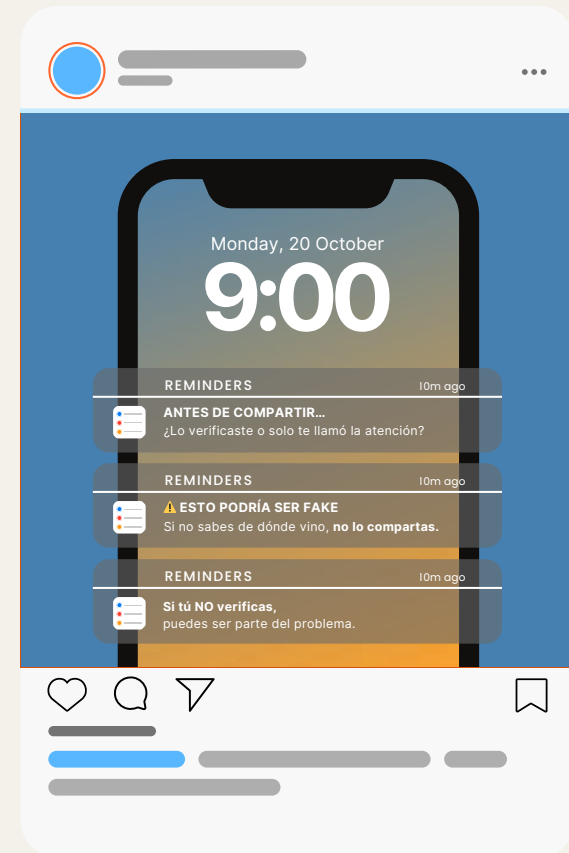 Monday, 20 October
9:00
REMINDERS 10m ago
ANTES DE COMPARTIR...
¿Lo verificaste o solo te llamó la atención?
REMINDERS 10m ago
⚠️ ESTO PODRÍA SER FAKE
Si no sabes de dónde vino, no lo compartas.
REMINDERS 10m ago
Si tú NO verificas,
puedes ser parte del problema.